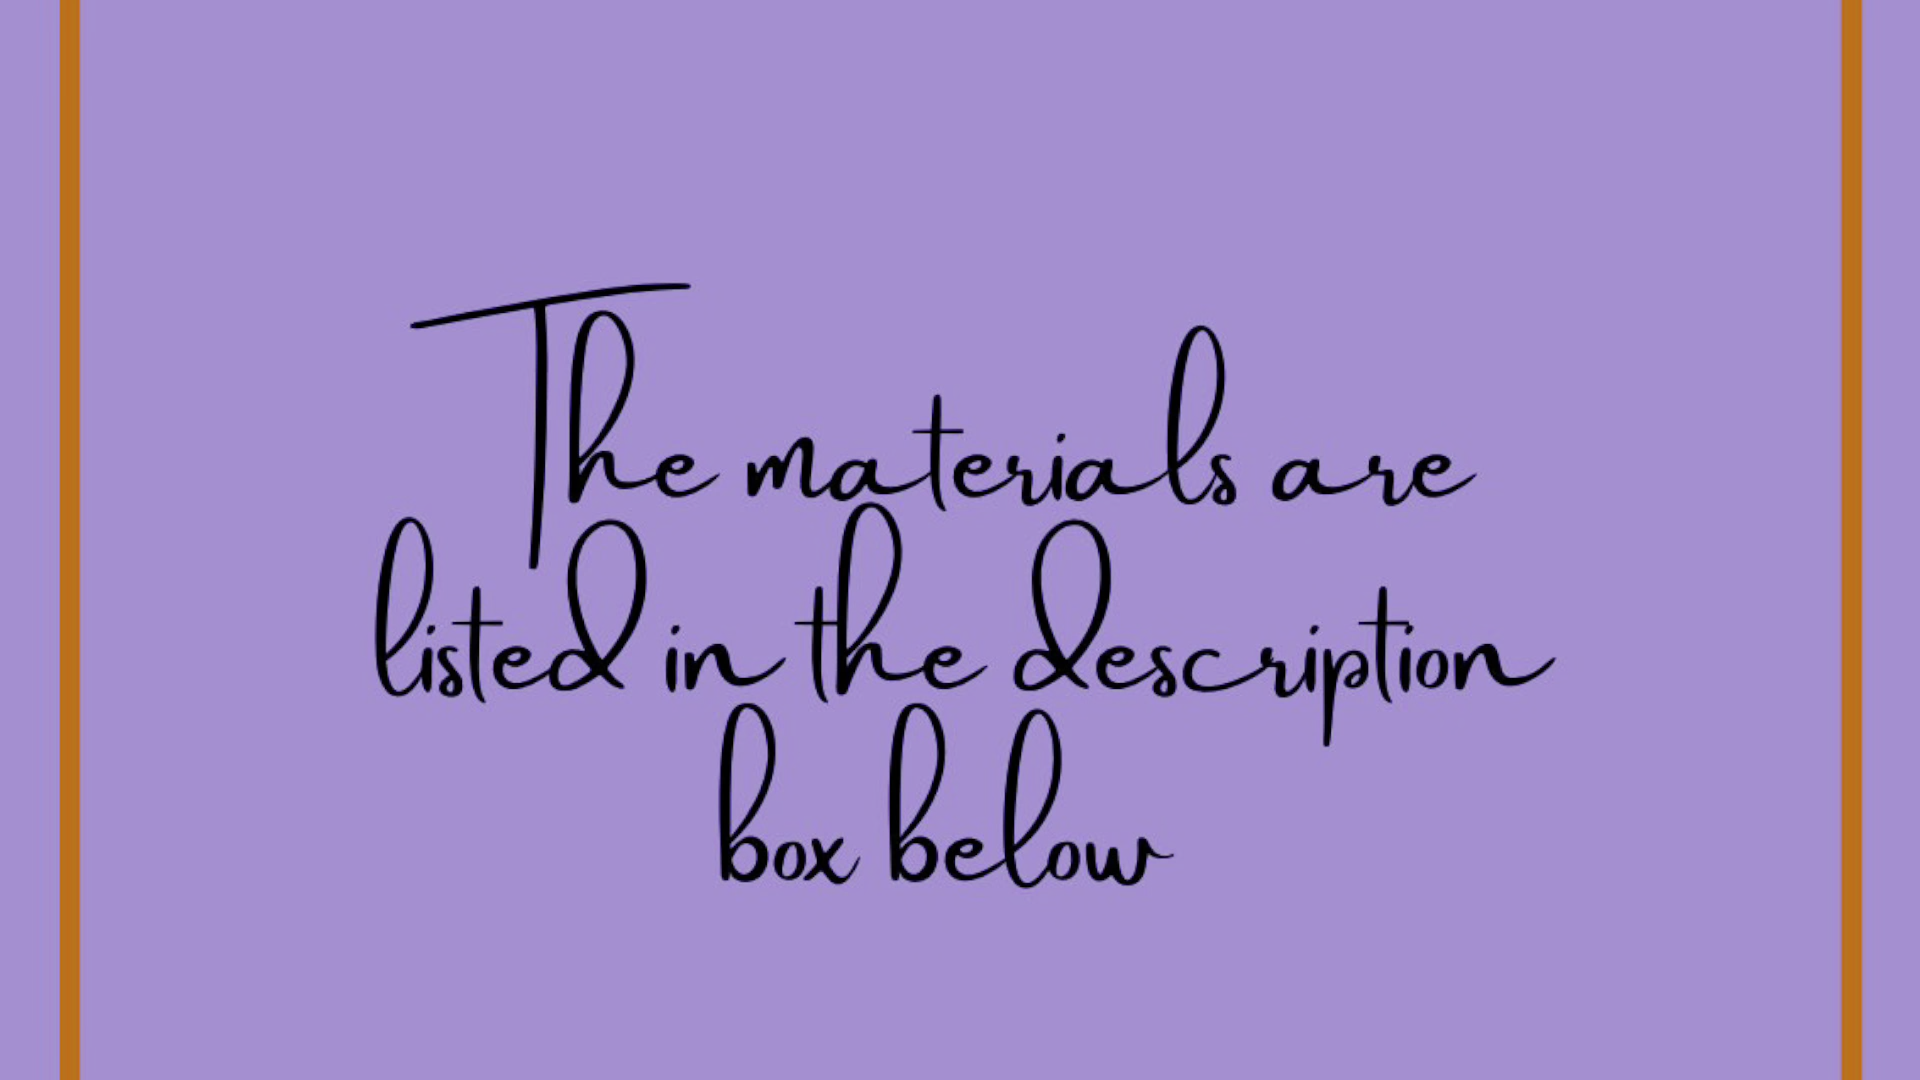 The materials are
listed in the description
box below